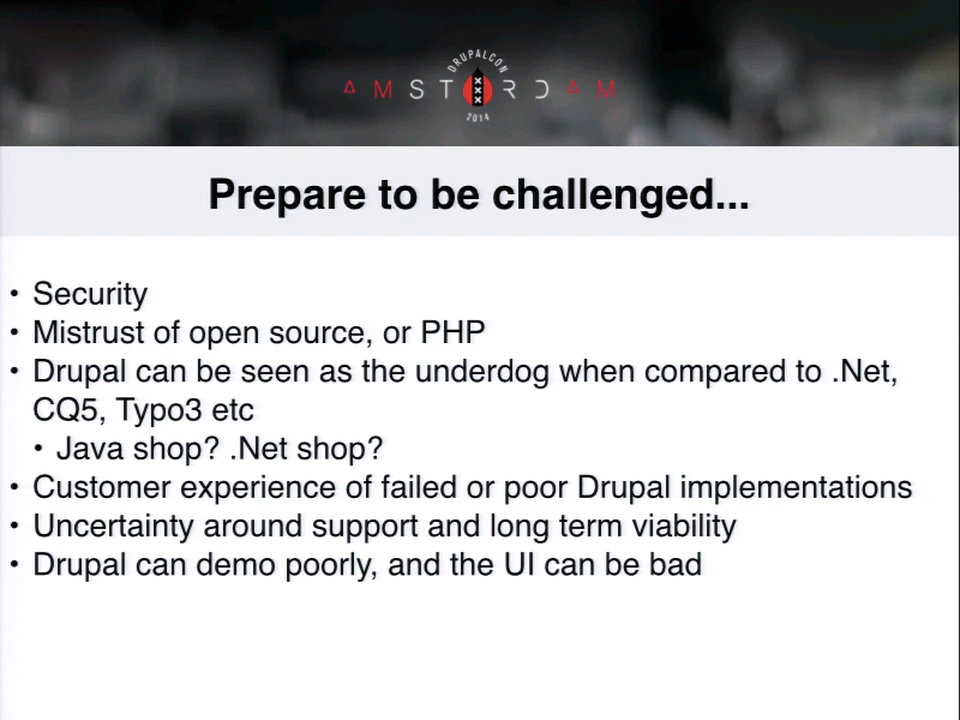 DRUPALCON
AMSTERDAM
2014
Prepare to be challenged...
• Security
• Mistrust of open source, or PHP
• Drupal can be seen as the underdog when compared to .Net,
CQ5, Typo3 etc
• Java shop? .Net shop?
• Customer experience of failed or poor Drupal implementations
• Uncertainty around support and long term viability
• Drupal can demo poorly, and the UI can be bad